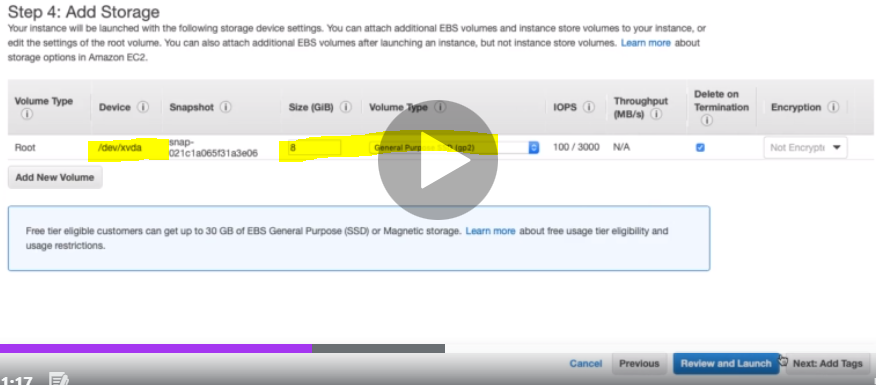 Step 4: Add Storage
Your instance will be launched with the following storage device settings. You can attach additional EBS volumes and instance store volumes to your instance, or
edit the settings of the root volume. You can also attach additional EBS volumes after launching an instance, but not instance store volumes. Learn more about
storage options in Amazon EC2.
Volume Type Device Snapshot Size (GiB) Volume Type IOPS Throughput (MB/s) Delete on Termination Encryption
Root /dev/xvda snap-021c1a065f31a3e06 8 General Purpose SSD (gp2) 100 / 3000 N/A Not Encrypte
Add New Volume
Free tier eligible customers can get up to 30 GB of EBS General Purpose (SSD) or Magnetic storage. Learn more about free usage tier eligibility and
usage restrictions.
Cancel Previous Review and Launch Next: Add Tags
1:17